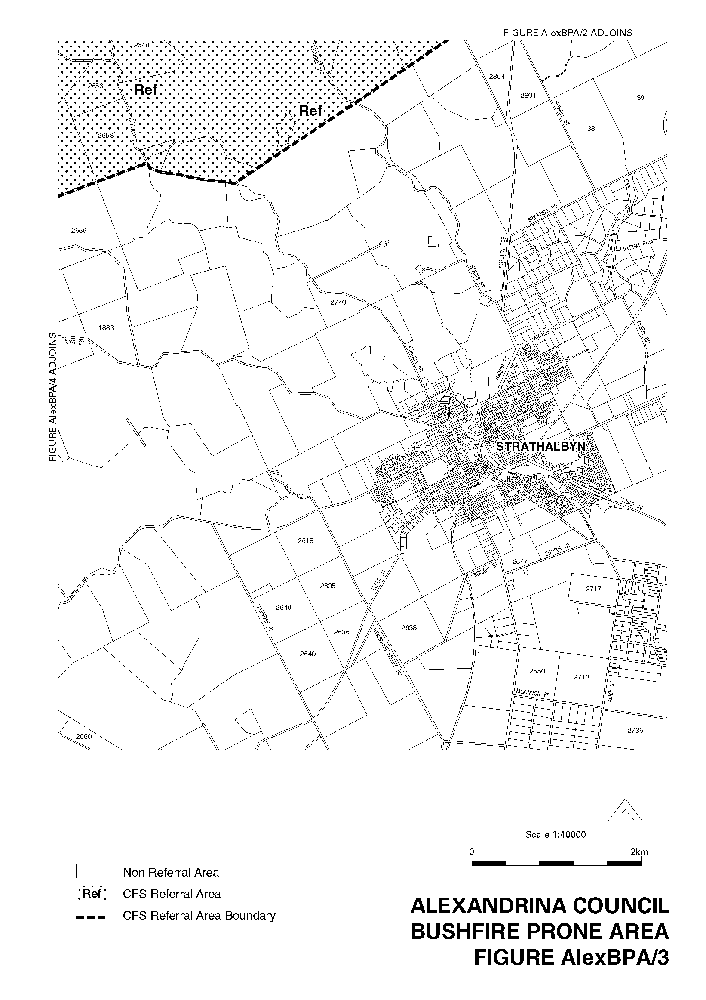 FIGURE AlexBPA/2 ADJOINS
2648
HARRIS ST
2864
2656
Ref
2801
39
HOWELL ST
Ref
KOKODA RD
38
2653
GA
BRICKNELL RD
2659
ROSETTA TCE
FIELDING ST
HARRIS ST
2740
1883
KING ST
ARTHUR ST
OLSEN RD
FIGURE AlexBPA/4 ADJOINS
KOKODA RD
HARRIS ST
HAYNES ST
KING ST
CHARLES ST
OCEAN RD
STRATHALBYN
MUNDOO RD
ARTHUR RD
MENTONE RD
KURRAMIN CT
NOBLE AV
2618
COWRIE ST
2547
CROCKER ST
ELDER ST
ARTHUR RD
2635
2717
2649
ALLENDER PL
2636
2638
HINDMARSH VALLEY RD
2640
2550
2713
MCKINNON RD
KEMP ST
2660
2736
Scale 1:40000
0
2km
Non Referral Area
Ref
CFS Referral Area
CFS Referral Area Boundary
ALEXANDRINA COUNCIL
BUSHFIRE PRONE AREA
FIGURE AlexBPA/3